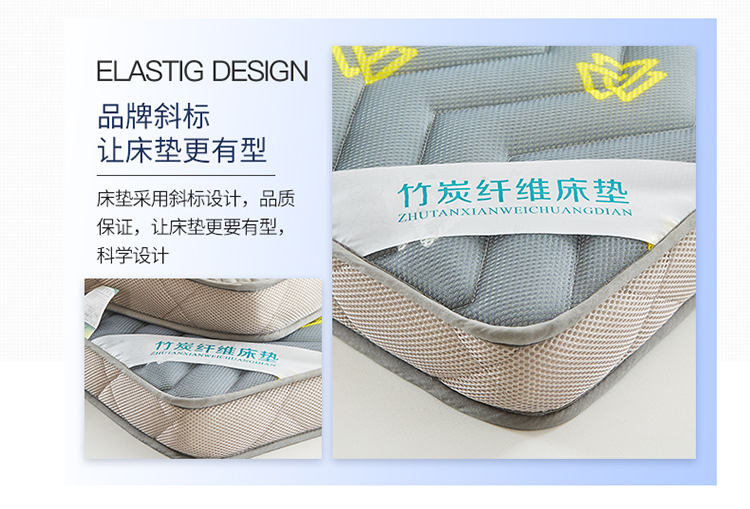 ELASTIG DESIGN
品牌斜标
让床垫更有型
床垫采用斜标设计，品质
保证，让床垫更要有型，
科学设计
竹炭纤维床垫
ZHUTANXIANWEICHUANGDIAN
竹炭纤维床垫
ZHUTANXIANWEICHUANGDIAN